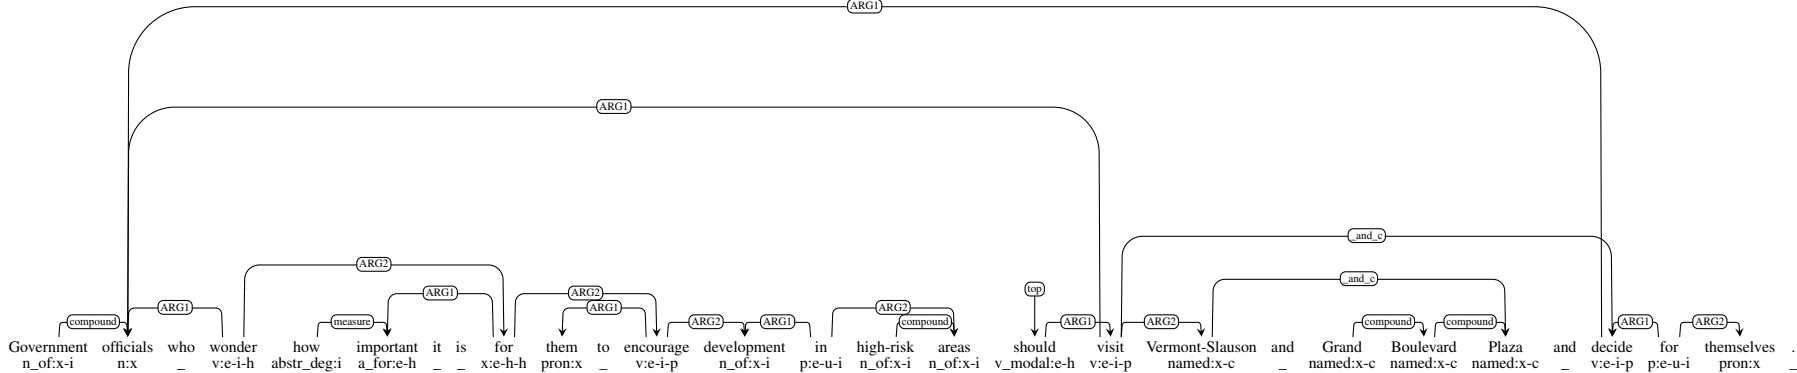 ARG1
ARG1
_and_c
ARG2
_and_c
ARG1 ARG2 top
ARG1 ARG1 ARG2
compound measure ARG2 ARG1 compound ARG1 ARG2 compound compound ARG1 ARG2
Government officials who wonder how important it is for them to encourage development in high-risk areas should visit Vermont-Slauson and Grand Boulevard Plaza and decide for themselves .
n_of:x-i n:x _ v:e-i-h abstr_deg:i a_for:e-h _ _ x:e-h-h pron:x _ v:e-i-p n_of:x-i p:e-u-i n_of:x-i n_of:x-i v_modal:e-h v:e-i-p named:x-c _ named:x-c named:x-c named:x-c _ v:e-i-p p:e-u-i pron:x _